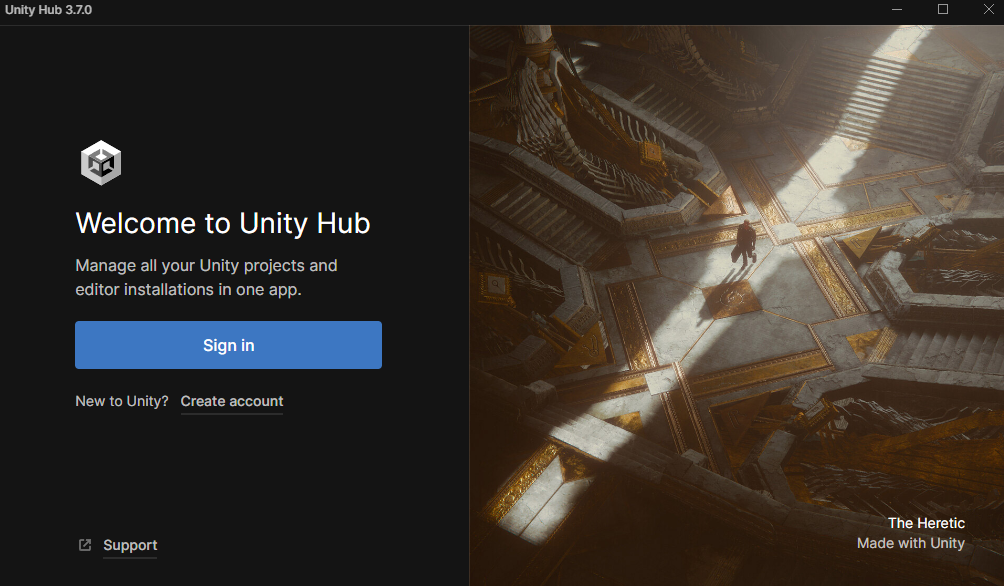 Unity Hub 3.7.0
Welcome to Unity Hub
Manage all your Unity projects and
editor installations in one app.
Sign in
New to Unity? Create account
Support
The Heretic
Made with Unity